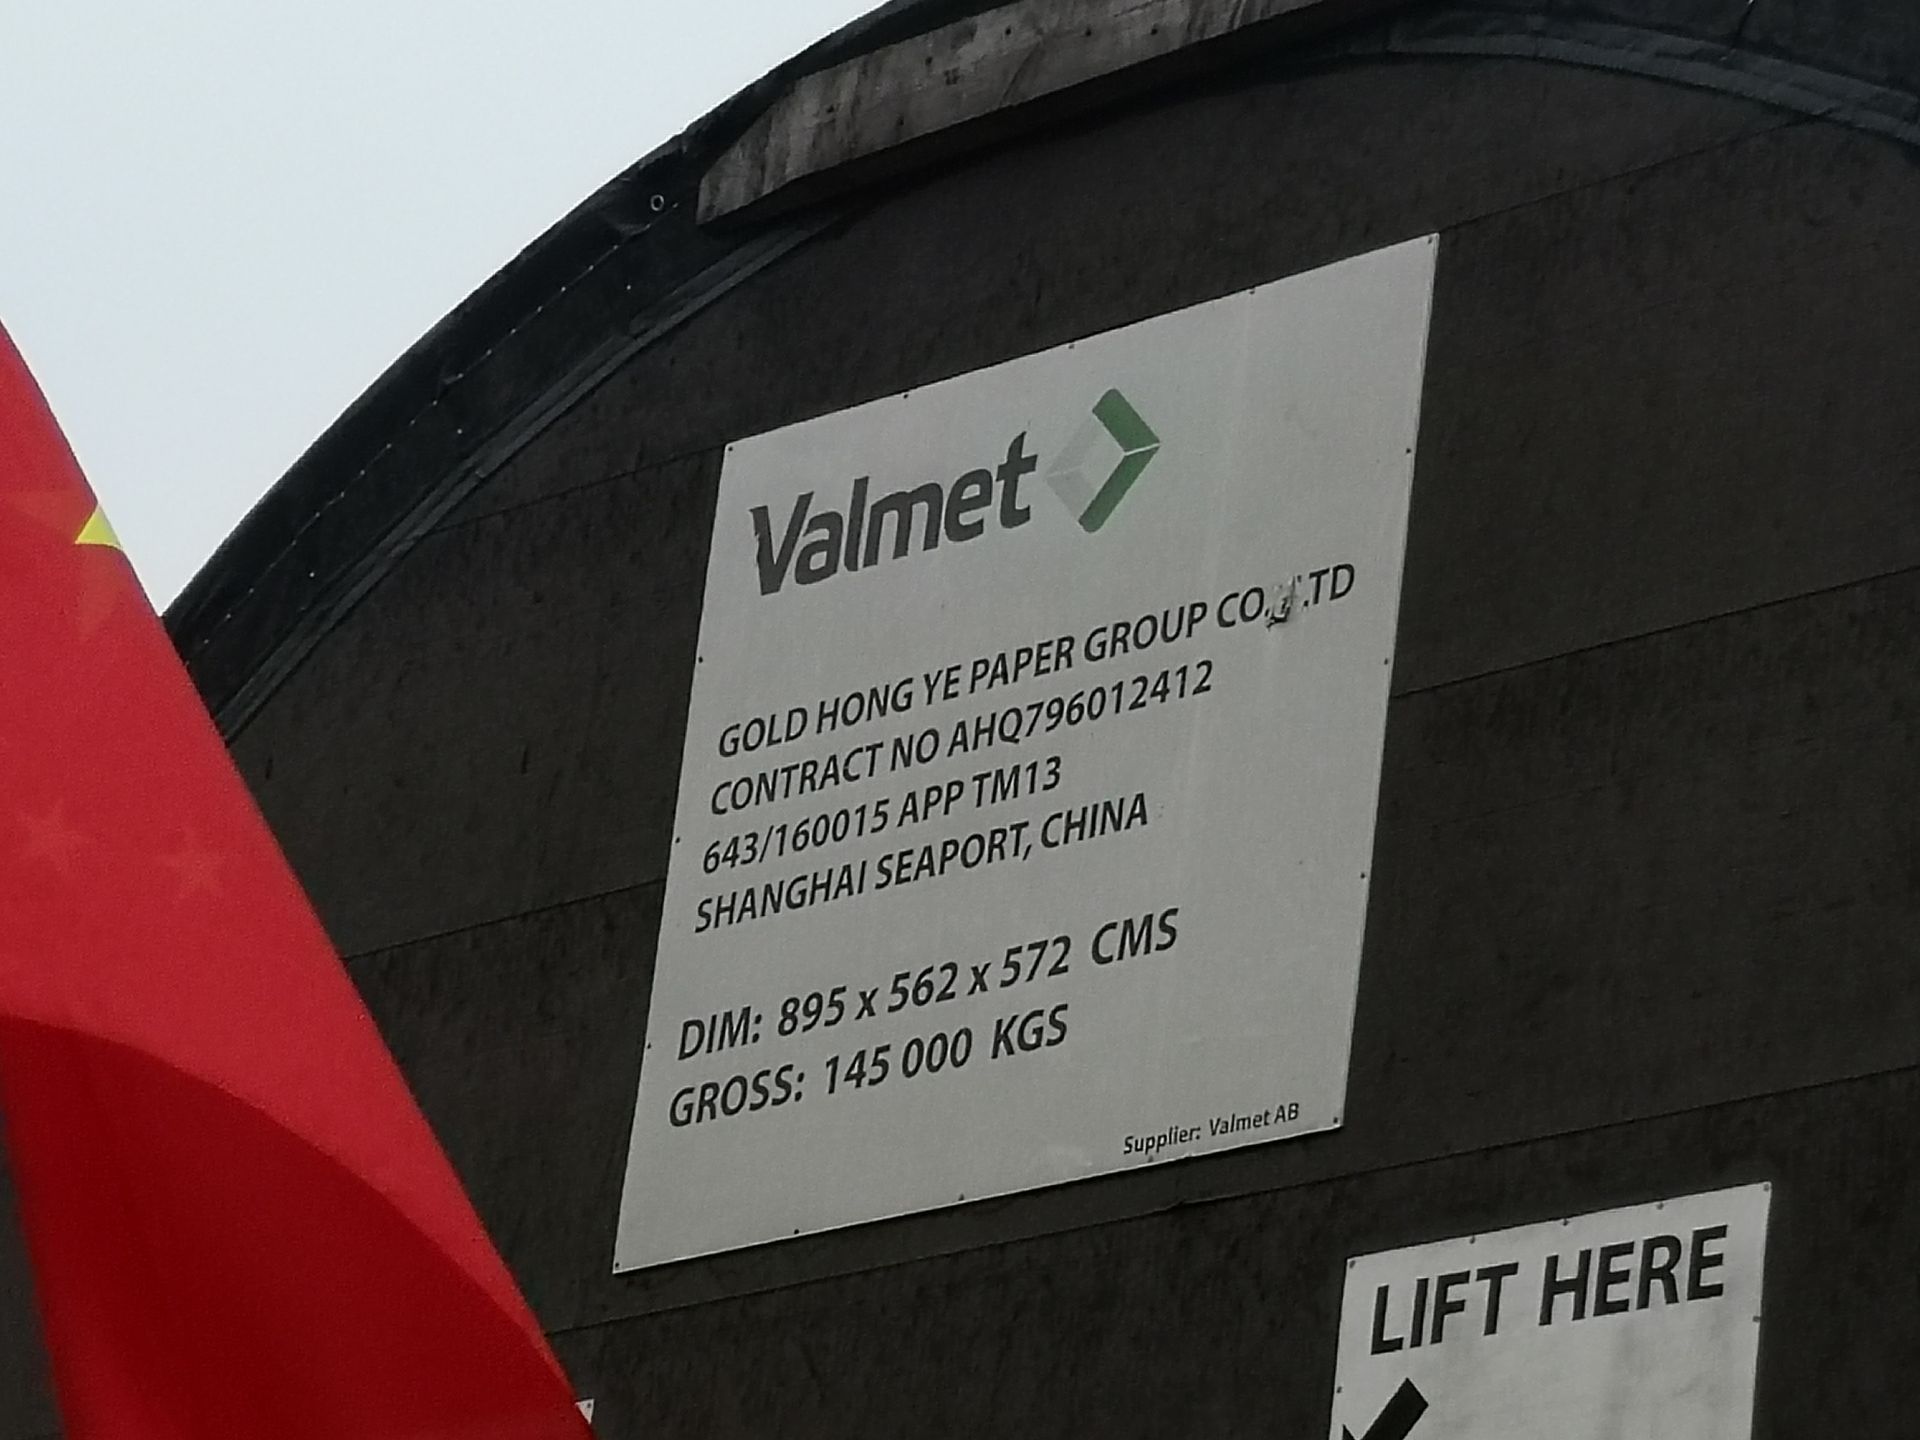 Valmet
GOLD HONG YE PAPER GROUP CO.
CONTRACT NO AHQ796012412
643/160015 APP TM13
SHANGHAI SEAPORT, CHINA
DIM: 895 x 562 x 572 CMS
GROSS: 145 000 KGS
Supplier: Valmet AB
LIFT HERE